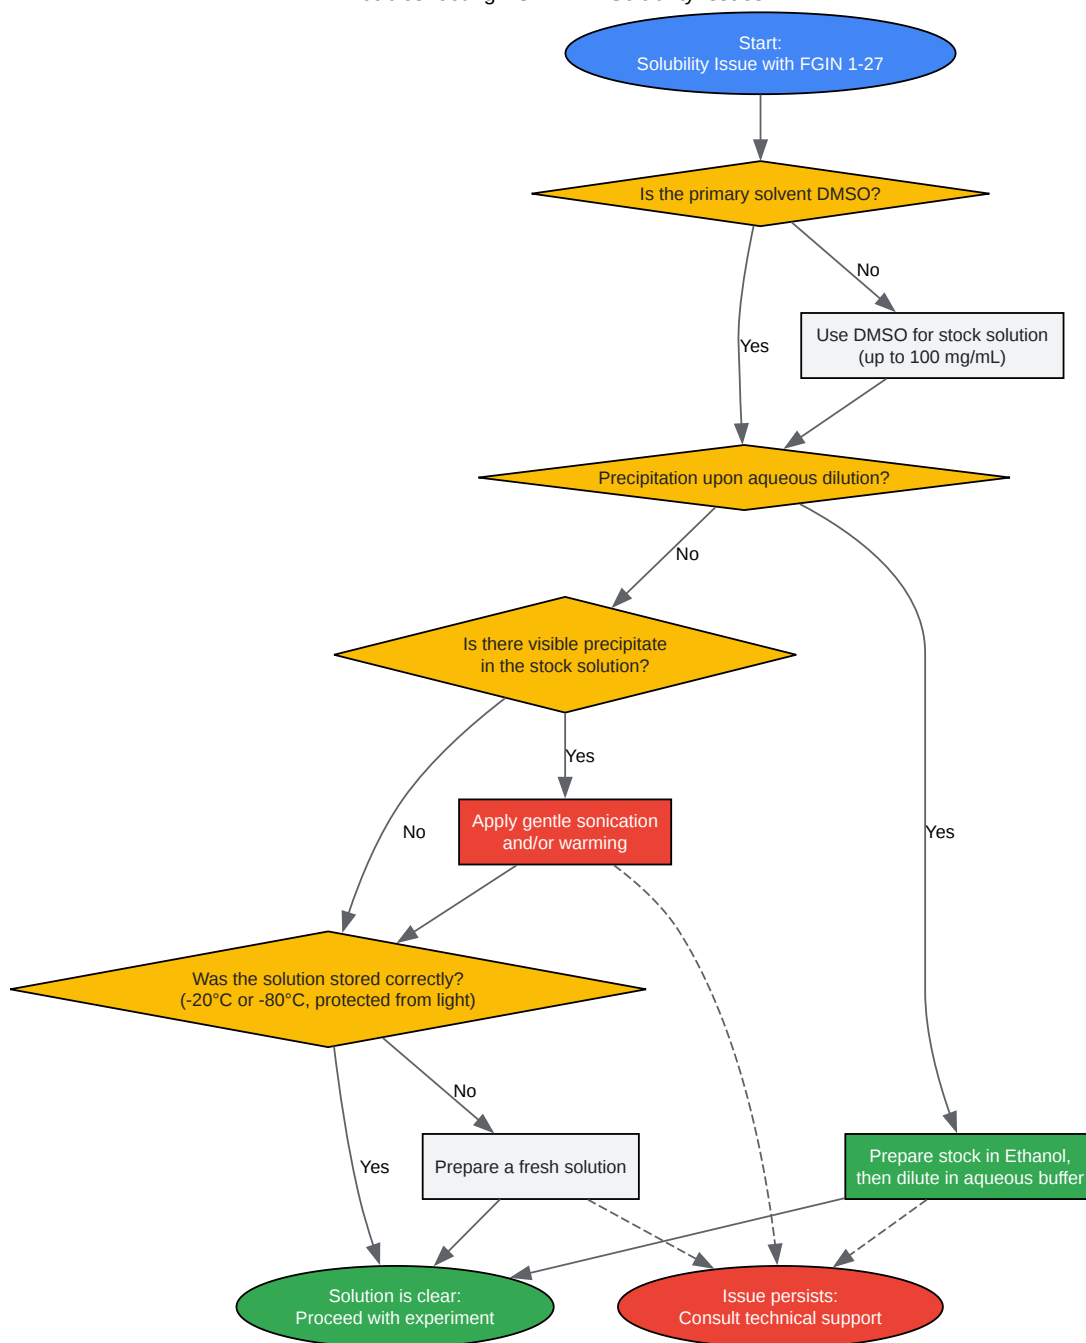 Start:
Solubility Issue with FGIN 1-27
Is the primary solvent DMSO?
No
Use DMSO for stock solution
(up to 100 mg/mL)
Yes
Precipitation upon aqueous dilution?
No
Is there visible precipitate
in the stock solution?
Yes
Apply gentle sonication
and/or warming
No
Yes
Was the solution stored correctly?
(-20°C or -80°C, protected from light)
No
Yes
Prepare a fresh solution
Prepare stock in Ethanol,
then dilute in aqueous buffer
Solution is clear:
Proceed with experiment
Issue persists:
Consult technical support